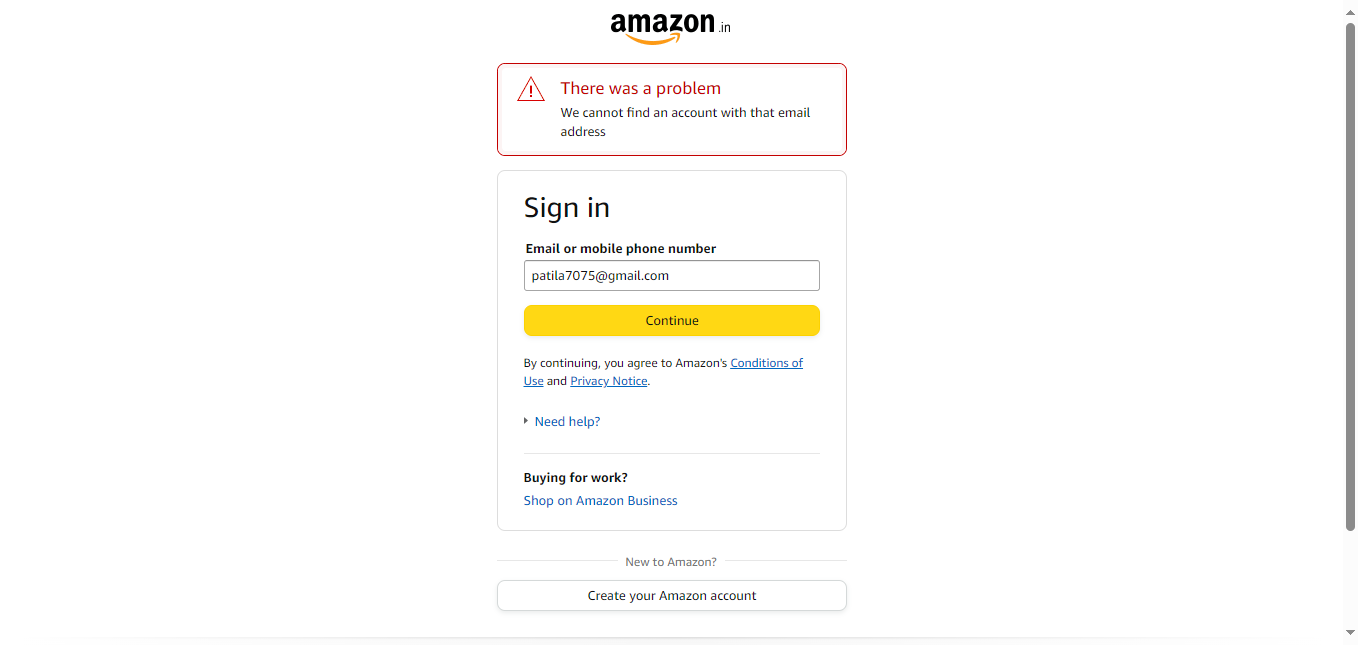 amazon.in
There was a problem
We cannot find an account with that email
address
Sign in
Email or mobile phone number
patila7075@gmail.com
Continue
By continuing, you agree to Amazon's Conditions of
Use and Privacy Notice.
Need help?
Buying for work?
Shop on Amazon Business
New to Amazon?
Create your Amazon account